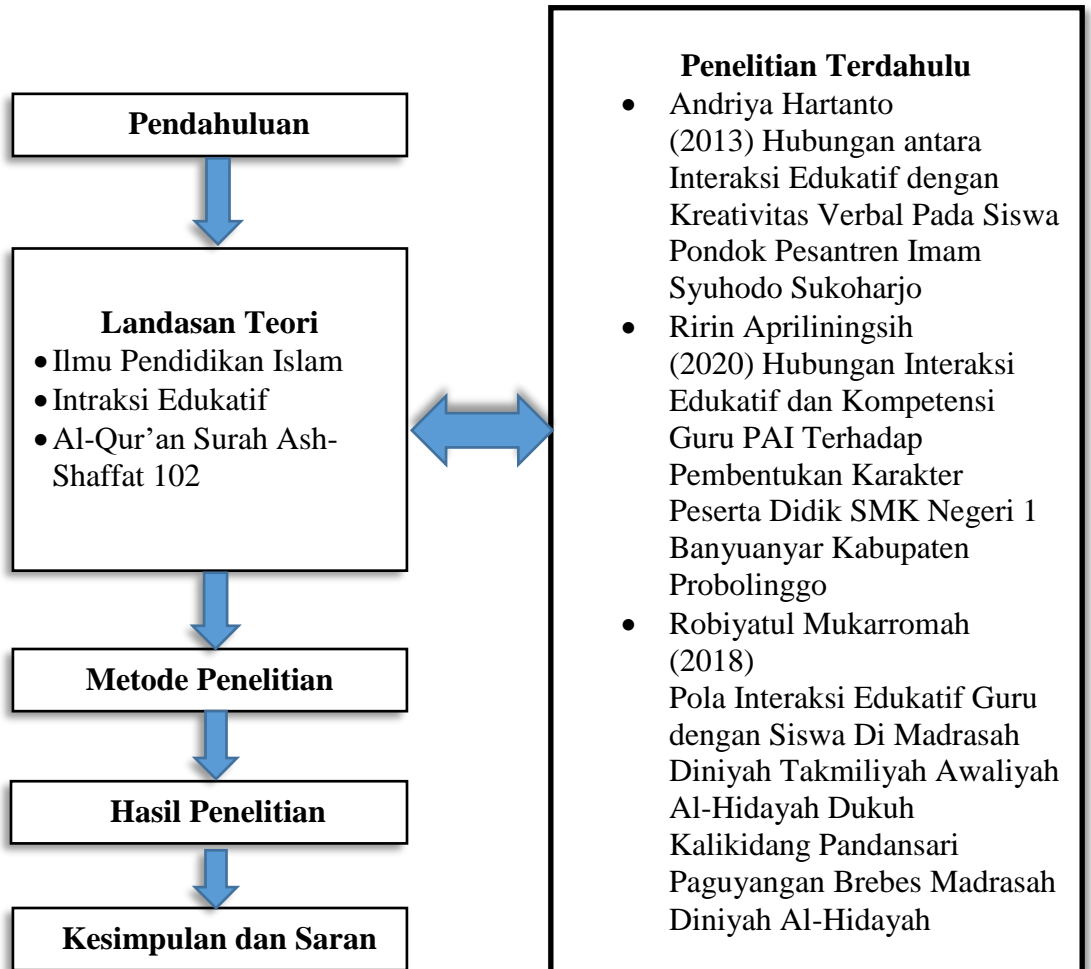 Pendahuluan
Landasan Teori
• Ilmu Pendidikan Islam
• Intraksi Edukatif
• Al-Qur’an Surah Ash-
Shaffat 102
Metode Penelitian
Hasil Penelitian
Kesimpulan dan Saran
Penelitian Terdahulu
• Andriya Hartanto
(2013) Hubungan antara
Interaksi Edukatif dengan
Kreativitas Verbal Pada Siswa
Pondok Pesantren Imam
Syuhodo Sukoharjo
• Ririn Apriliningsih
(2020) Hubungan Interaksi
Edukatif dan Kompetensi
Guru PAI Terhadap
Pembentukan Karakter
Peserta Didik SMK Negeri 1
Banyuanyar Kabupaten
Probolinggo
• Robiyatul Mukarromah
(2018)
Pola Interaksi Edukatif Guru
dengan Siswa Di Madrasah
Diniyah Takmiliyah Awaliyah
Al-Hidayah Dukuh
Kalikidang Pandansari
Paguyangan Brebes Madrasah
Diniyah Al-Hidayah